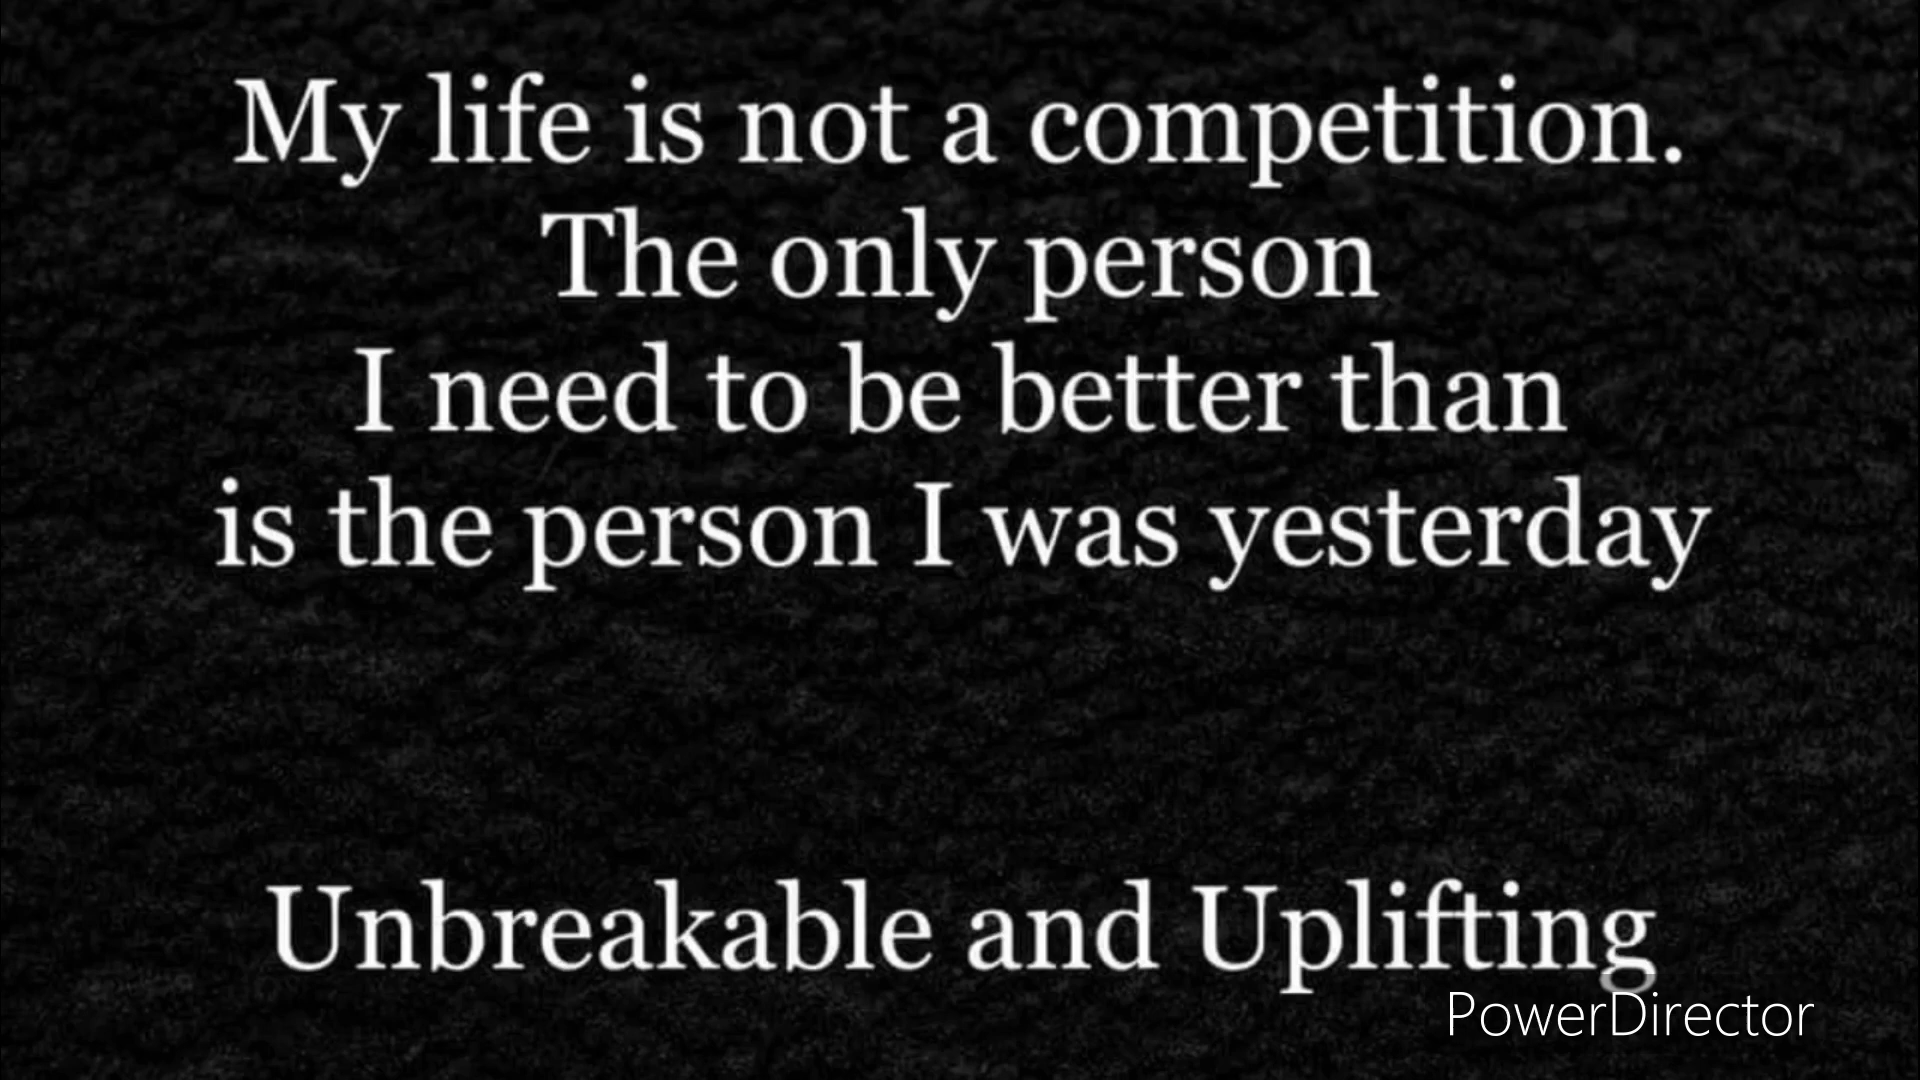 My life is not a competition.
The only person
I need to be better than
is the person I was yesterday
Unbreakable and Uplifting
PowerDirector